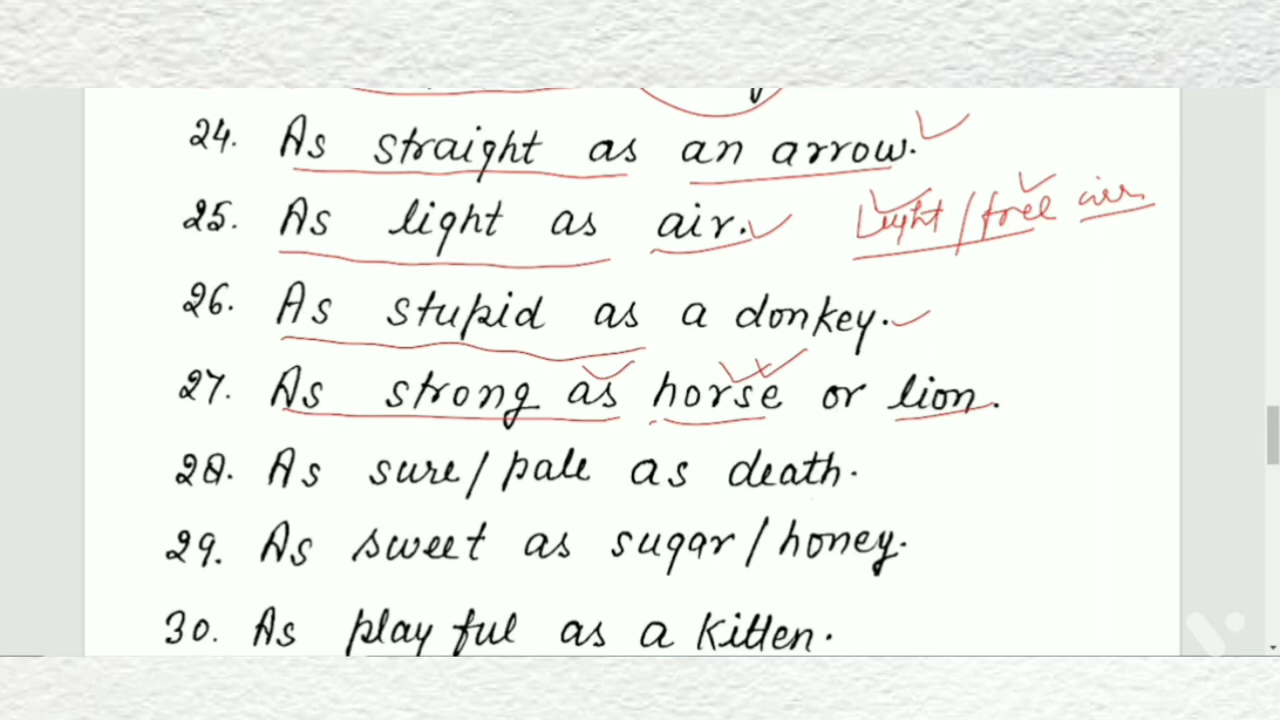 24. As straight as an arrow.
25. As light as air. Light / free air
26. As stupid as a donkey.
27. As strong as horse or lion.
28. As sure/pale as death.
29. As sweet as sugar/honey.
30. As playful as a kitten.